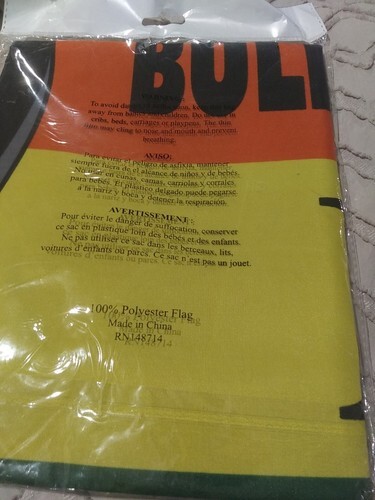 BULL
To avoid danger of suffocation, keep this bag
away from babies and children. Do not use in
cribs, beds, carriages or playpens. The thin
film may cling to nose and mouth and prevent
breathing.
AVISO:
Para evitar el peligro de asfixia, mantener
siempre fuera de el alcance de niños y de bebés.
No usar en cunas, camas, carriolas y corrales
para bebés. El plástico delgado puede pegarse
a la nariz y boca y detener la respiración.
AVERTISSEMENT:
Pour éviter le danger de suffocation, conserver
ce sac en plastique loin des bébés et des enfants.
Ne pas utiliser ce sac dans les berceaux, lits,
voitures d'enfants ou parcs. Ce sac n'est pas un jouet.
100% Polyester Flag
Made in China
RN148714